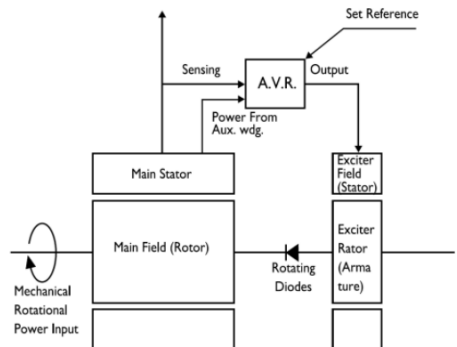 Set Reference
Sensing
A.V.R.
Output
Power From
Aux. wdg.
Main Stator
Exciter
Field
(Stator)
Main Field (Rotor)
Exciter
Rator
(Arma
ture)
Rotating
Diodes
Mechanical
Rotational
Power Input